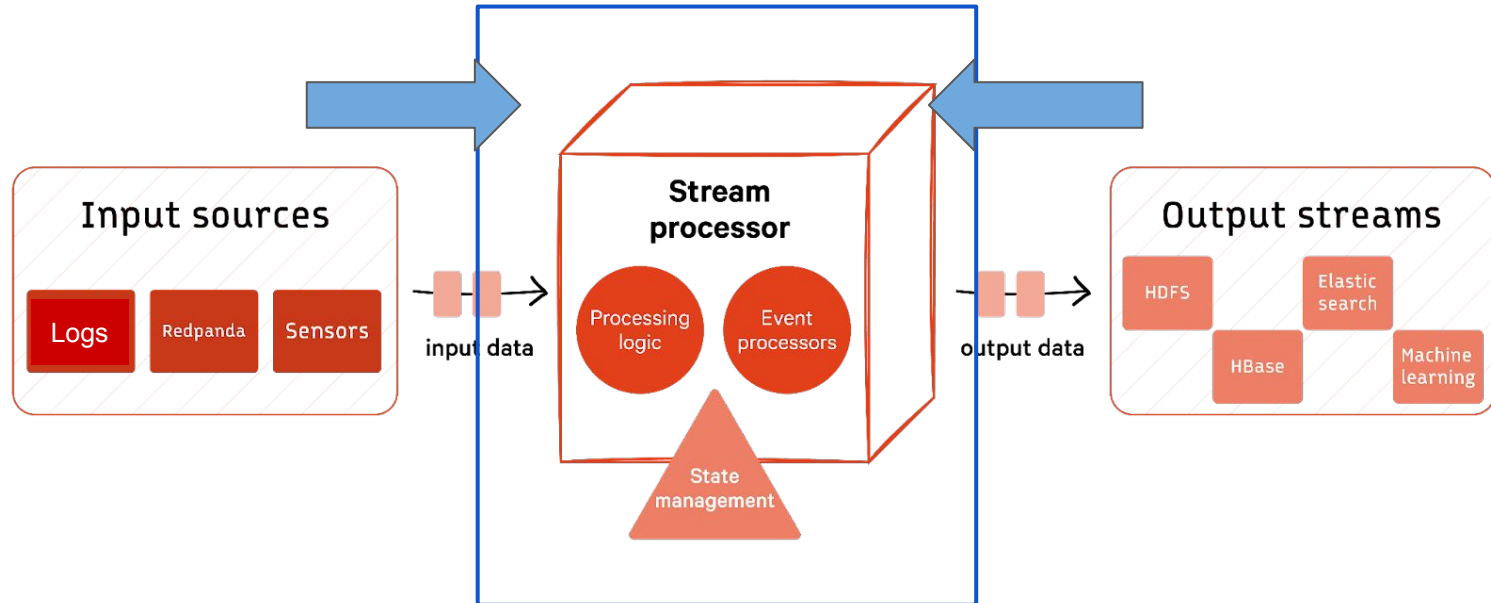 Input sources
Logs
Redpanda
Sensors
input data
Stream
processor
Processing
logic
Event
processors
State
management
output data
Output streams
HDFS
HBase
Elastic
search
Machine
learning